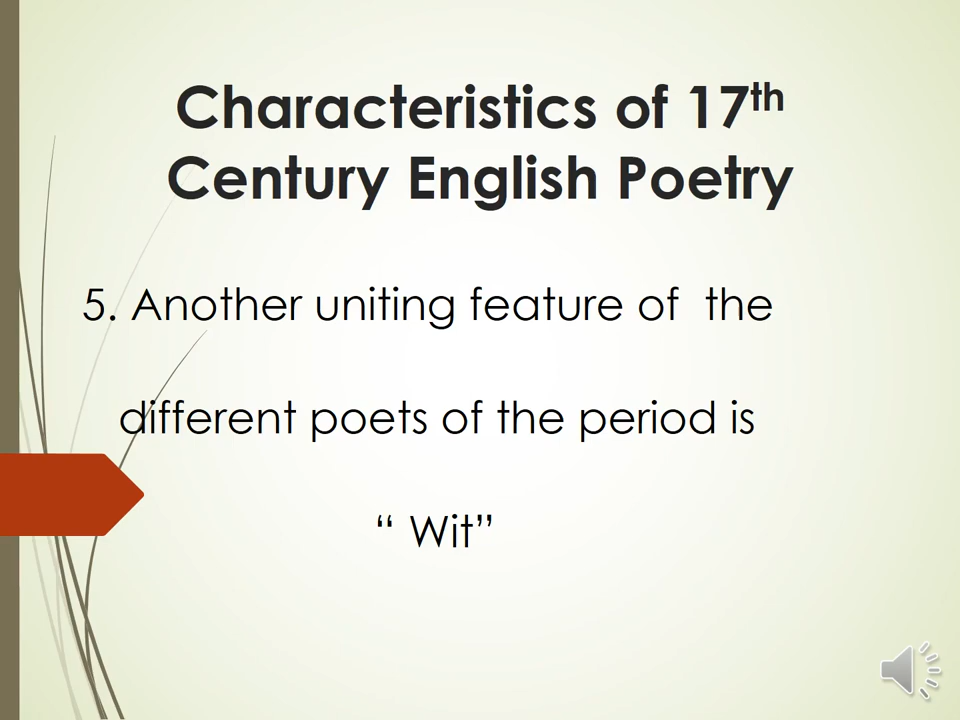 Characteristics of 17th
Century English Poetry
5. Another uniting feature of  the
different poets of the period is
“ Wit”